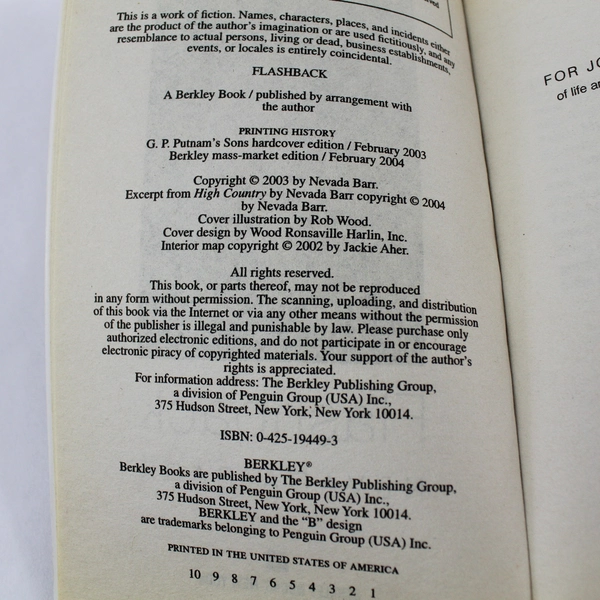 This is a work of fiction. Names, characters, places, and incidents either
are the product of the author's imagination or are used fictitiously, and any
resemblance to actual persons, living or dead, business establishments,
events, or locales is entirely coincidental.
FLASHBACK
A Berkley Book / published by arrangement with
the author
PRINTING HISTORY
G. P. Putnam's Sons hardcover edition / February 2003
Berkley mass-market edition / February 2004
Copyright © 2003 by Nevada Barr.
Excerpt from High Country by Nevada Barr copyright © 2004
by Nevada Barr.
Cover illustration by Rob Wood.
Cover design by Wood Ronsaville Harlin, Inc.
Interior map copyright © 2002 by Jackie Aher.
All rights reserved.
This book, or parts thereof, may not be reproduced
in any form without permission. The scanning, uploading, and distribution
of this book via the Internet or via any other means without the permission
of the publisher is illegal and punishable by law. Please purchase only
authorized electronic editions, and do not participate in or encourage
electronic piracy of copyrighted materials. Your support of the author's
rights is appreciated.
For information address: The Berkley Publishing Group,
a division of Penguin Group (USA) Inc.,
375 Hudson Street, New York, New York 10014.
ISBN: 0-425-19449-3
BERKLEY®
Berkley Books are published by The Berkley Publishing Group,
a division of Penguin Group (USA) Inc.,
375 Hudson Street, New York, New York 10014.
BERKLEY and the "B" design
are trademarks belonging to Penguin Group (USA) Inc.
PRINTED IN THE UNITED STATES OF AMERICA
10 9 8 7 6 5 4 3 2 1
FOR
of life